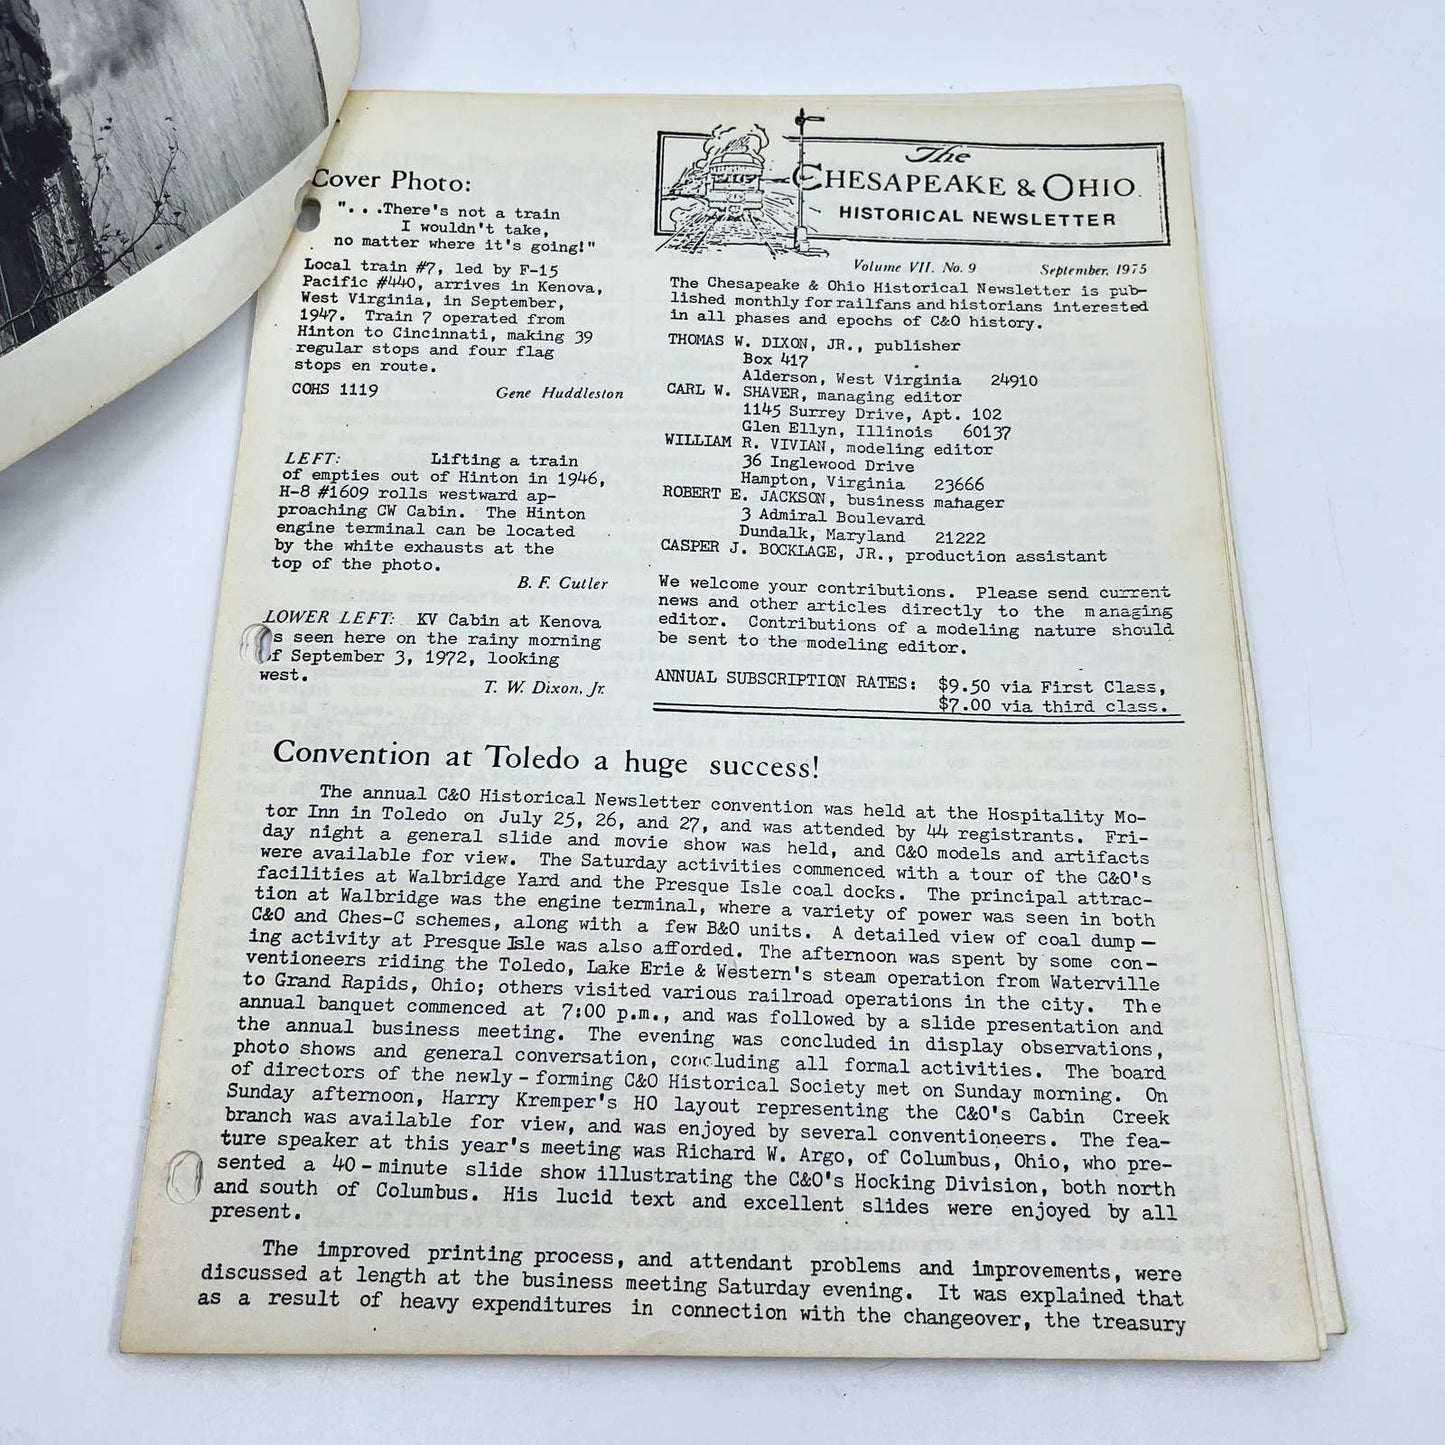 Cover Photo:
". . .There's not a train
I wouldn't take,
no matter where it's going!"
Local train #7, led by F-15
Pacific #440, arrives in Kenova,
West Virginia, in September,
1947. Train 7 operated from
Hinton to Cincinnati, making 39
regular stops and four flag
stops en route.
COHS 1119 Gene Huddleston
LEFT: Lifting a train
of empties out of Hinton in 1946,
H-8 #1609 rolls westward ap-
proaching CW Cabin. The Hinton
engine terminal can be located
by the white exhausts at the
top of the photo.
B. F. Cutler
LOWER LEFT: KV Cabin at Kenova
is seen here on the rainy morning
of September 3, 1972, looking
west.
T. W. Dixon, Jr.
The
CHESAPEAKE & OHIO
HISTORICAL NEWSLETTER
Volume VII. No. 9 September, 1975
The Chesapeake & Ohio Historical Newsletter is pub-
lished monthly for railfans and historians interested
in all phases and epochs of C&O history.
THOMAS W. DIXON, JR., publisher
Box 417
Alderson, West Virginia 24910
CARL W. SHAVER, managing editor
1145 Surrey Drive, Apt. 102
Glen Ellyn, Illinois 60137
WILLIAM R. VIVIAN, modeling editor
36 Inglewood Drive
Hampton, Virginia 23666
ROBERT E. JACKSON, business manager
3 Admiral Boulevard
Dundalk, Maryland 21222
CASPER J. BOCKLAGE, JR., production assistant
We welcome your contributions. Please send current
news and other articles directly to the managing
editor. Contributions of a modeling nature should
be sent to the modeling editor.
ANNUAL SUBSCRIPTION RATES: $9.50 via First Class,
$7.00 via third class.
Convention at Toledo a huge success!
The annual C&O Historical Newsletter convention was held at the Hospitality Mo-
tor Inn in Toledo on July 25, 26, and 27, and was attended by 44 registrants. Fri-
day night a general slide and movie show was held, and C&O models and artifacts
were available for view. The Saturday activities commenced with a tour of the C&O's
facilities at Walbridge Yard and the Presque Isle coal docks. The principal attrac-
tion at Walbridge was the engine terminal, where a variety of power was seen in both
C&O and Ches-C schemes, along with a few B&O units. A detailed view of coal dump-
ing activity at Presque Isle was also afforded. The afternoon was spent by some con-
ventioneers riding the Toledo, Lake Erie & Western's steam operation from Waterville
to Grand Rapids, Ohio; others visited various railroad operations in the city. The
annual banquet commenced at 7:00 p.m., and was followed by a slide presentation and
the annual business meeting. The evening was concluded in display observations,
photo shows and general conversation, concluding all formal activities. The board
of directors of the newly-forming C&O Historical Society met on Sunday morning. On
Sunday afternoon, Harry Kremper's HO layout representing the C&O's Cabin Creek
branch was available for view, and was enjoyed by several conventioneers. The fea-
ture speaker at this year's meeting was Richard W. Argo, of Columbus, Ohio, who pre-
sented a 40-minute slide show illustrating the C&O's Hocking Division, both north
and south of Columbus. His lucid text and excellent slides were enjoyed by all
present.
The improved printing process, and attendant problems and improvements, were
discussed at length at the business meeting Saturday evening. It was explained that
as a result of heavy expenditures in connection with the changeover, the treasury